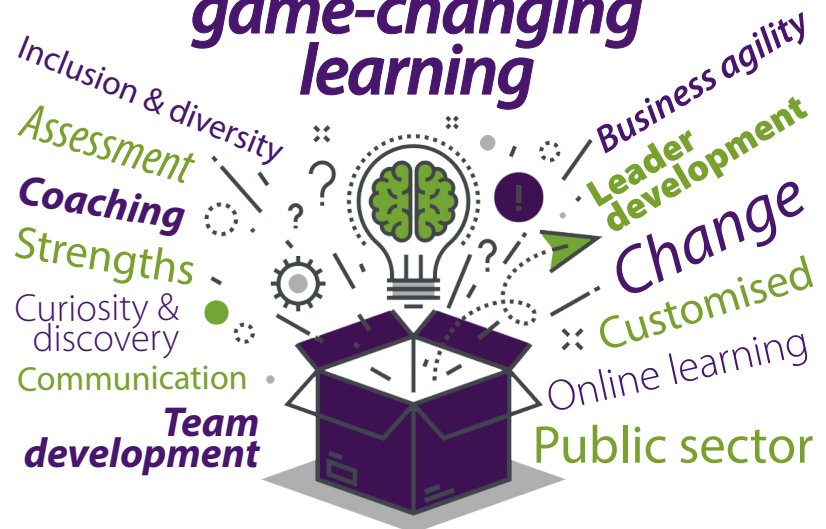 game-changing
learning
Inclusion & diversity
Assessment
Coaching
Strengths
Curiosity &
discovery
Communication
Team
development
Business agility
Leader
development
Change
Customised
Online learning
Public sector